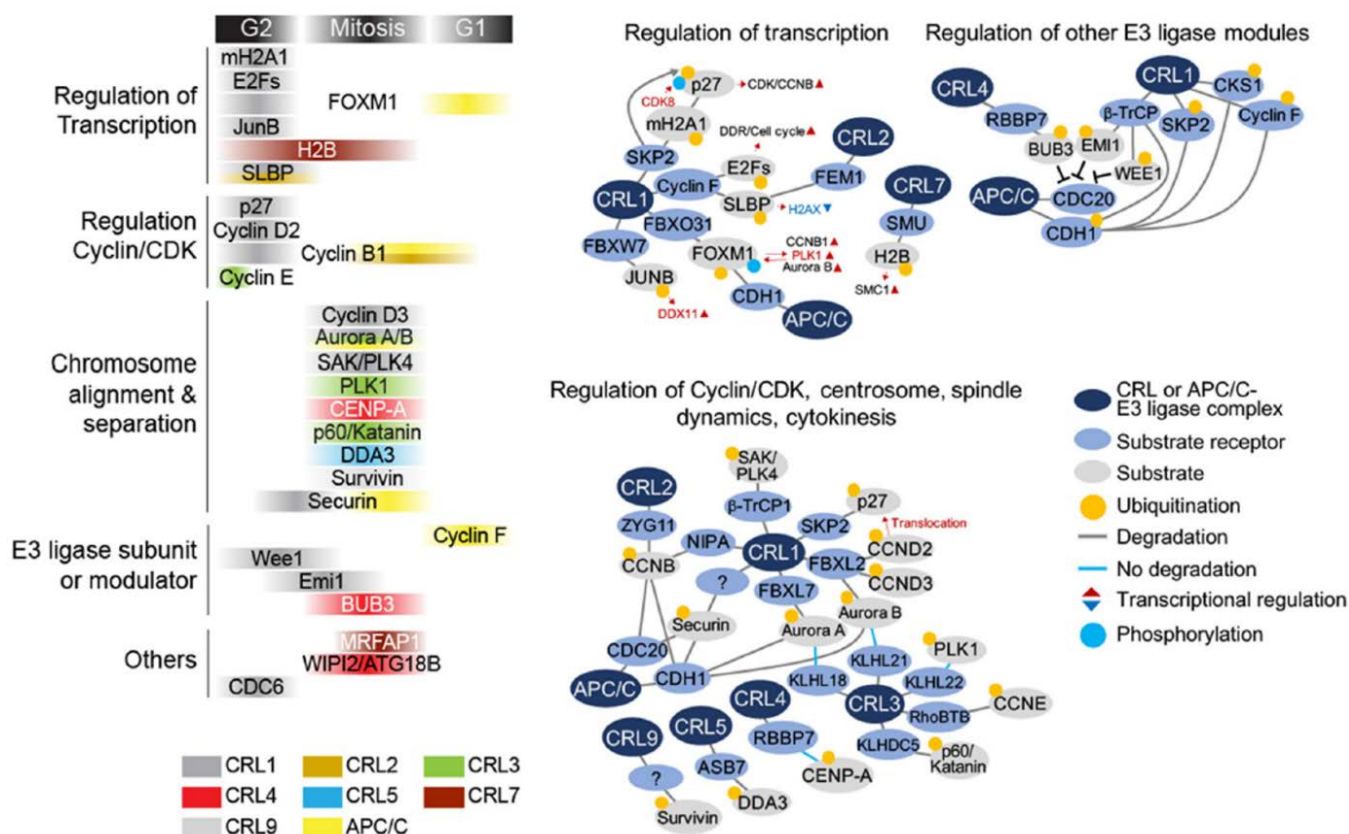 G2 Mitosis G1
Regulation of
Transcription
mH2A1
E2Fs
FOXM1
JunB
H2B
SLBP
Regulation
Cyclin/CDK
p27
Cyclin D2
Cyclin B1
Cyclin E
Chromosome
alignment &
separation
Cyclin D3
Aurora A/B
SAK/PLK4
PLK1
CENP-A
p60/Katanin
DDA3
Survivin
Securin
E3 ligase subunit
or modulator
Cyclin F
Wee1
Emi1
BUB3
Others
MRFAP1
WIPI2/ATG18B
CDC6
CRL1 CRL2 CRL3
CRL4 CRL5 CRL7
CRL9 APC/C
Regulation of transcription
p27
CDK/CCNB
CDK8
mH2A1
DDR/Cell cycle
SKP2
E2Fs
CRL2
Cyclin F
FEM1
CRL1
SLBP
H2AX
CRL7
FBXO31
SMU
FBXW7
FOXM1
CCNB1
PLK1
Aurora B
H2B
JUNB
CDH1
SMC1
DDX11
APC/C
Regulation of other E3 ligase modules
CRL4
CRL1
CKS1
RBBP7
β-TrCP
SKP2
Cyclin F
BUB3
EMI1
WEE1
APC/C
CDC20
CDH1
Regulation of Cyclin/CDK, centrosome, spindle
dynamics, cytokinesis
SAK/
PLK4
CRL2
β-TrCP1
p27
SKP2
Translocation
ZYG11
NIPA
CRL1
CCND2
CCNB
FBXL2
?
FBXL7
CCND3
Securin
Aurora A
Aurora B
CDC20
KLHL21
PLK1
APC/C
CDH1
KLHL18
KLHL22
CRL4
CRL3
CCNE
RhoBTB
CRL9
CRL5
RBBP7
KLHDC5
p60/
Katanin
?
ASB7
CENP-A
Survivin
DDA3
CRL or APC/C-
E3 ligase complex
Substrate receptor
Substrate
Ubiquitination
Degradation
No degradation
Transcriptional regulation
Phosphorylation